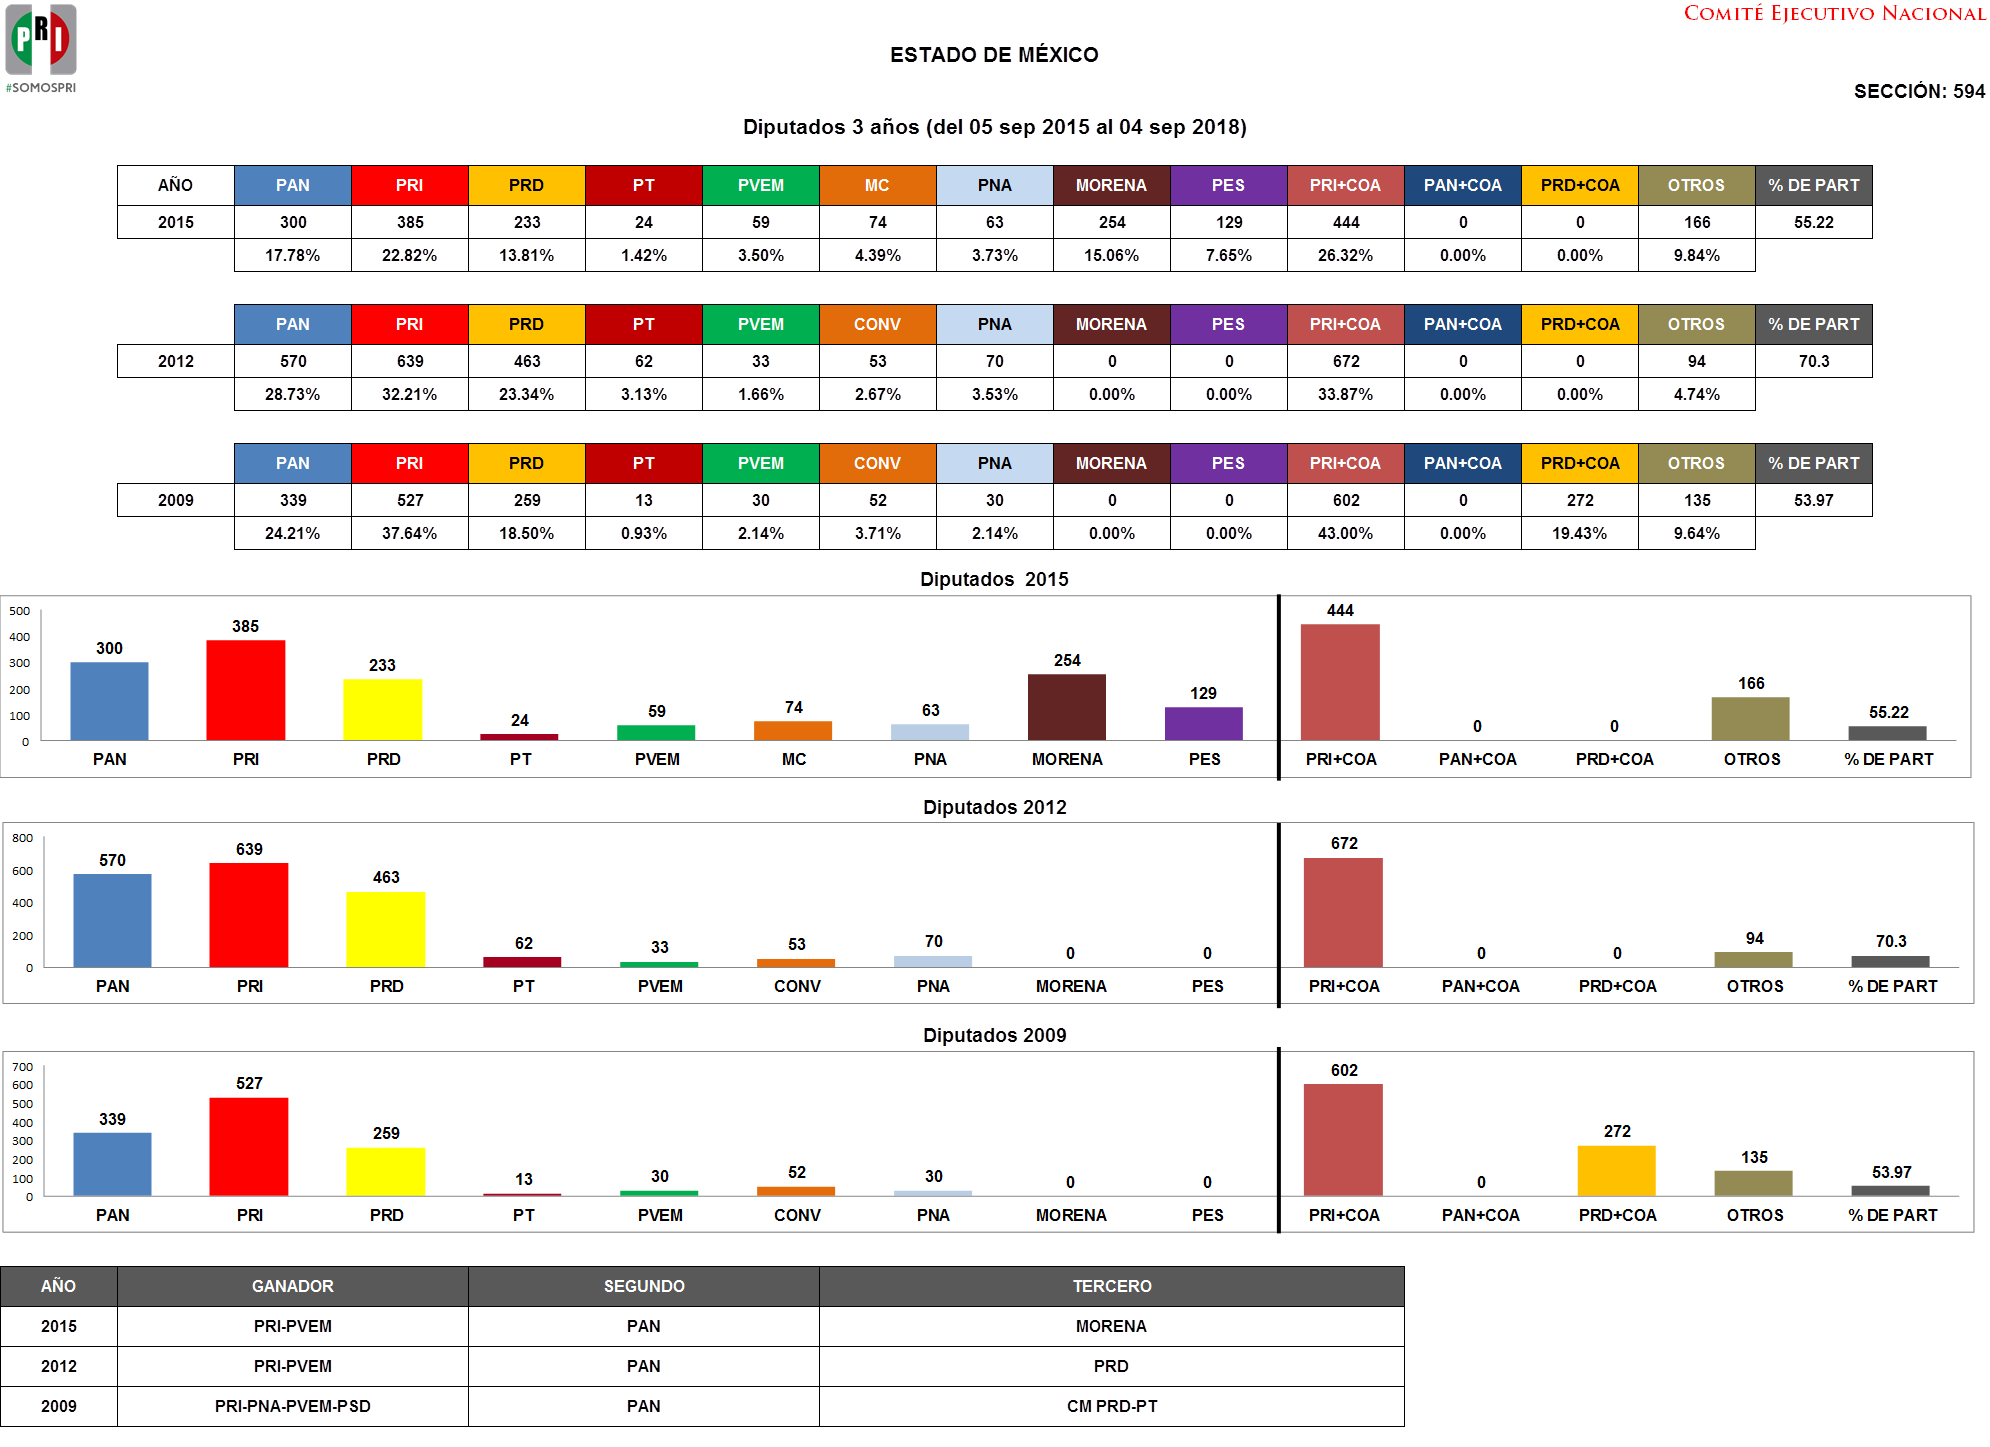 PRI
#SOMOSPRI
COMITÉ EJECUTIVO NACIONAL
ESTADO DE MÉXICO
SECCIÓN: 594
Diputados 3 años (del 05 sep 2015 al 04 sep 2018)
AÑO PAN PRI PRD PT PVEM MC PNA MORENA PES PRI+COA PAN+COA PRD+COA OTROS % DE PART
2015 300 385 233 24 59 74 63 254 129 444 0 0 166 55.22
17.78% 22.82% 13.81% 1.42% 3.50% 4.39% 3.73% 15.06% 7.65% 26.32% 0.00% 0.00% 9.84%
PAN PRI PRD PT PVEM CONV PNA MORENA PES PRI+COA PAN+COA PRD+COA OTROS % DE PART
2012 570 639 463 62 33 53 70 0 0 672 0 0 94 70.3
28.73% 32.21% 23.34% 3.13% 1.66% 2.67% 3.53% 0.00% 0.00% 33.87% 0.00% 0.00% 4.74%
PAN PRI PRD PT PVEM CONV PNA MORENA PES PRI+COA PAN+COA PRD+COA OTROS % DE PART
2009 339 527 259 13 30 52 30 0 0 602 0 272 135 53.97
24.21% 37.64% 18.50% 0.93% 2.14% 3.71% 2.14% 0.00% 0.00% 43.00% 0.00% 19.43% 9.64%
Diputados 2015
500
400
300
200
100
0
300 385 233 24 59 74 63 254 129 444 0 0 166 55.22
PAN PRI PRD PT PVEM MC PNA MORENA PES PRI+COA PAN+COA PRD+COA OTROS % DE PART
Diputados 2012
800
600
400
200
0
570 639 463 62 33 53 70 0 0 672 0 0 94 70.3
PAN PRI PRD PT PVEM CONV PNA MORENA PES PRI+COA PAN+COA PRD+COA OTROS % DE PART
Diputados 2009
700
600
500
400
300
200
100
0
339 527 259 13 30 52 30 0 0 602 0 272 135 53.97
PAN PRI PRD PT PVEM CONV PNA MORENA PES PRI+COA PAN+COA PRD+COA OTROS % DE PART
AÑO GANADOR SEGUNDO TERCERO
2015 PRI-PVEM PAN MORENA
2012 PRI-PVEM PAN PRD
2009 PRI-PNA-PVEM-PSD PAN CM PRD-PT